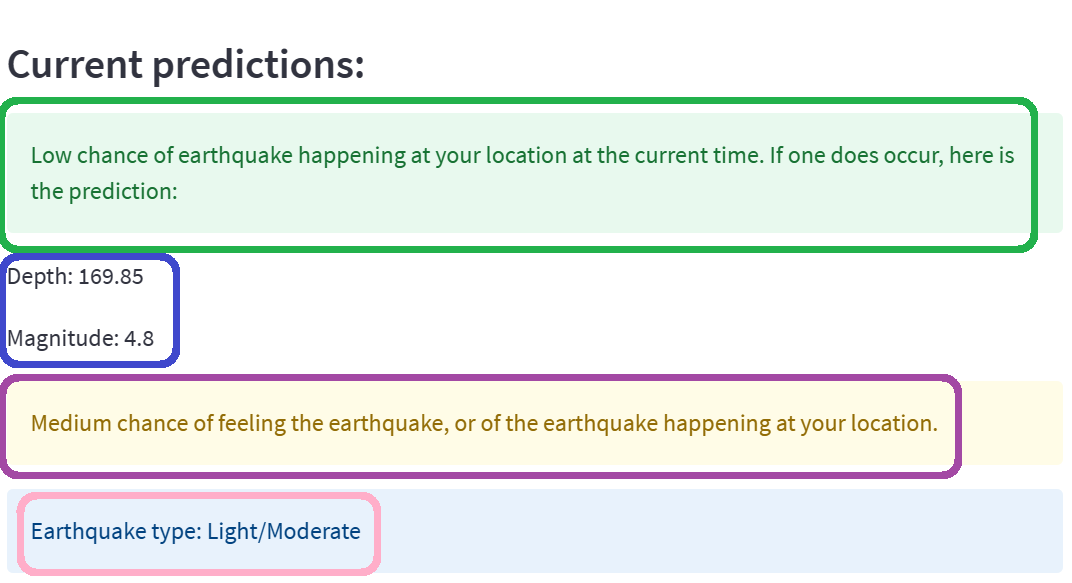 Current predictions:
Low chance of earthquake happening at your location at the current time. If one does occur, here is
the prediction:
Depth: 169.85
Magnitude: 4.8
Medium chance of feeling the earthquake, or of the earthquake happening at your location.
Earthquake type: Light/Moderate